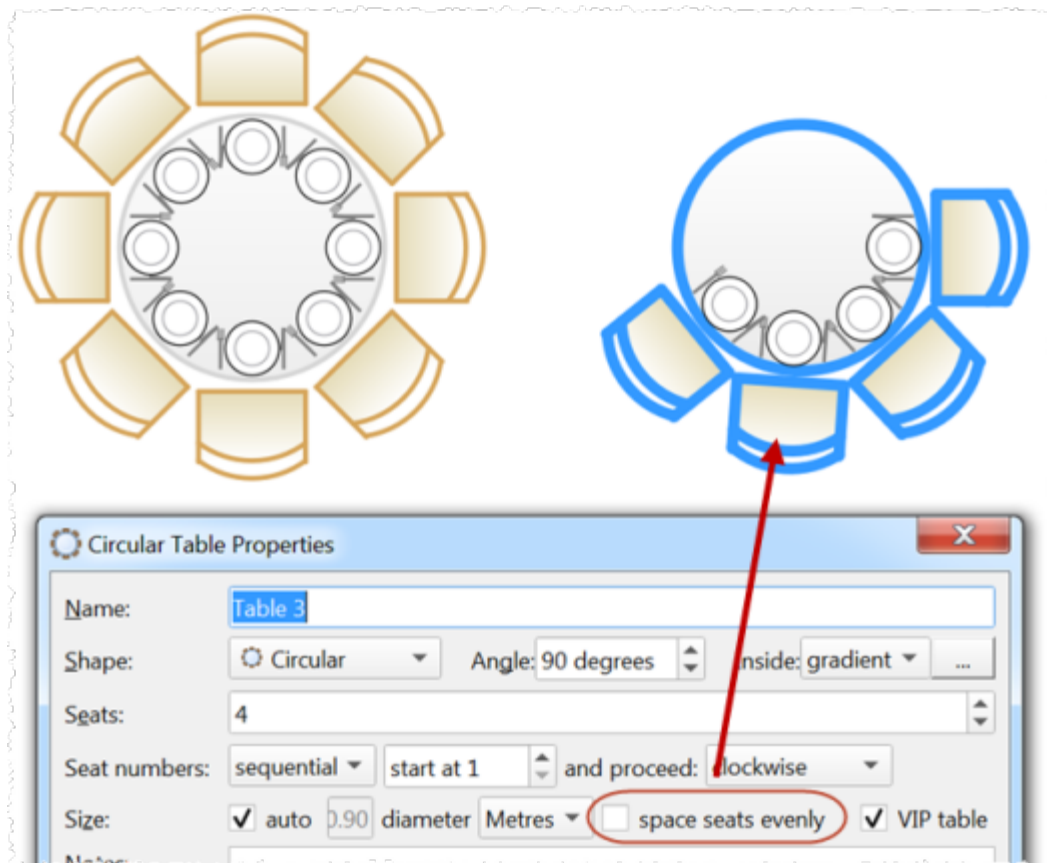 Circular Table Properties
Name: Table 3
Shape: Circular Angle: 90 degrees Inside: gradient ...
Seats: 4
Seat numbers: sequential start at 1 and proceed: clockwise
Size: auto 0.90 diameter Metres space seats evenly VIP table